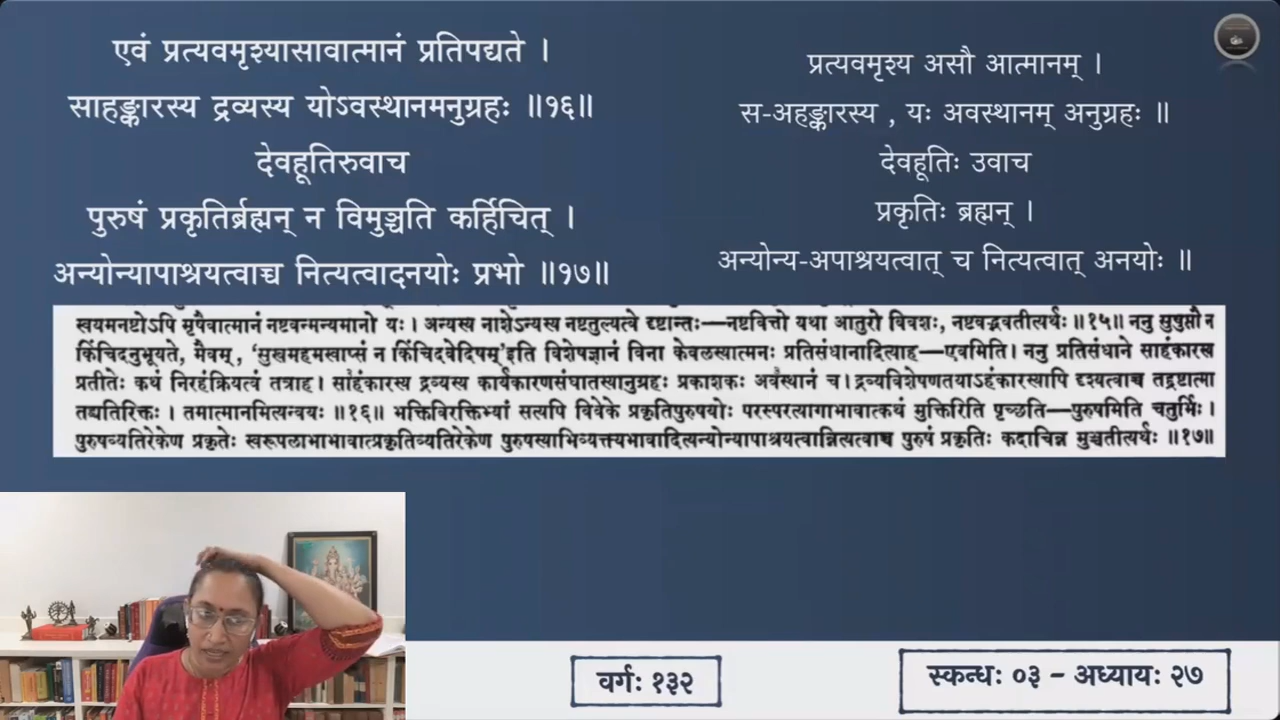 एवं प्रत्यवमृश्यासावात्मानं प्रतिपद्यते ।
साहङ्कारस्य द्रव्यस्य योऽवस्थानमनुग्रहः ॥१६॥
देवहूतिरुवाच
पुरुषं प्रकृतिर्ब्रह्मन् न विमुञ्चति कर्हिचित् ।
अन्योन्यापाश्रयत्वाच्च नित्यत्वादनयोः प्रभो ॥१७॥
प्रत्यवमृश्य असौ आत्मानम् ।
स-अहङ्कारस्य , यः अवस्थानम् अनुग्रहः ॥
देवहूतिः उवाच
प्रकृतिः ब्रह्मन् ।
अन्योन्य-अपाश्रयत्वात् च नित्यत्वात् अनयोः ॥
स्वयमनष्टोऽपि मृषैवात्मानं नष्टवन्मन्यमानो यः । अन्यस्य नाशेऽन्यस्य नष्टतुल्यत्वे दृष्टान्तः—नष्टवित्तो यथा आतुरो विवशः, नष्टवद्भवतीत्यर्थः ॥१५॥ ननु सुषुप्तौ न
किंचिदनुभूयते, मैवम् , ‘सुखमहमस्वाप्सं न किंचिदवेदिषम्’ इति विशेषज्ञानं विना केवलस्यात्मनः प्रतिसंधानादित्याह—एवमिति । ननु प्रतिसंधाने साहंकारस्य
प्रतीतेः कथं निरहंक्रियत्वं तत्राह । साहंकारस्य द्रव्यस्य कार्यकारणसंघातस्यानुग्रहः प्रकाशकः अवस्थानं च । द्रव्यविशेषणतयाऽहंकारस्यापि दृश्यत्वाच्च तद्द्रष्टात्मा
तद्व्यतिरिक्तः । तमात्मानमित्यन्वयः ॥१६॥ भक्तिविरक्तिभ्यां सत्यपि विवेके प्रकृतिपुरुषयोः परस्परत्यागाभावात्कथं मुक्तिरिति पृच्छति—पुरुषमिति चतुर्भिः ।
पुरुषव्यतिरेकेण प्रकृतेः स्वरूपलाभाभावात्प्रकृतिव्यतिरेकेण पुरुषस्याभिव्यक्त्यभावादित्यन्योन्यापाश्रयत्वान्नित्यत्वाच्च पुरुषं प्रकृतिः कदाचिन्न मुञ्चतीत्यर्थः ॥१७॥
वर्गः १३२
स्कन्धः ०३ - अध्यायः २७